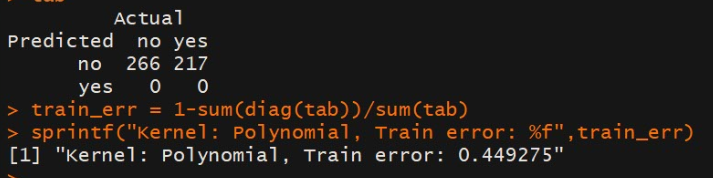 > tab
Actual
Predicted no yes
no 266 217
yes 0 0
> train_err = 1-sum(diag(tab))/sum(tab)
> sprintf("Kernel: Polynomial, Train error: %f",train_err)
[1] "Kernel: Polynomial, Train error: 0.449275"
>